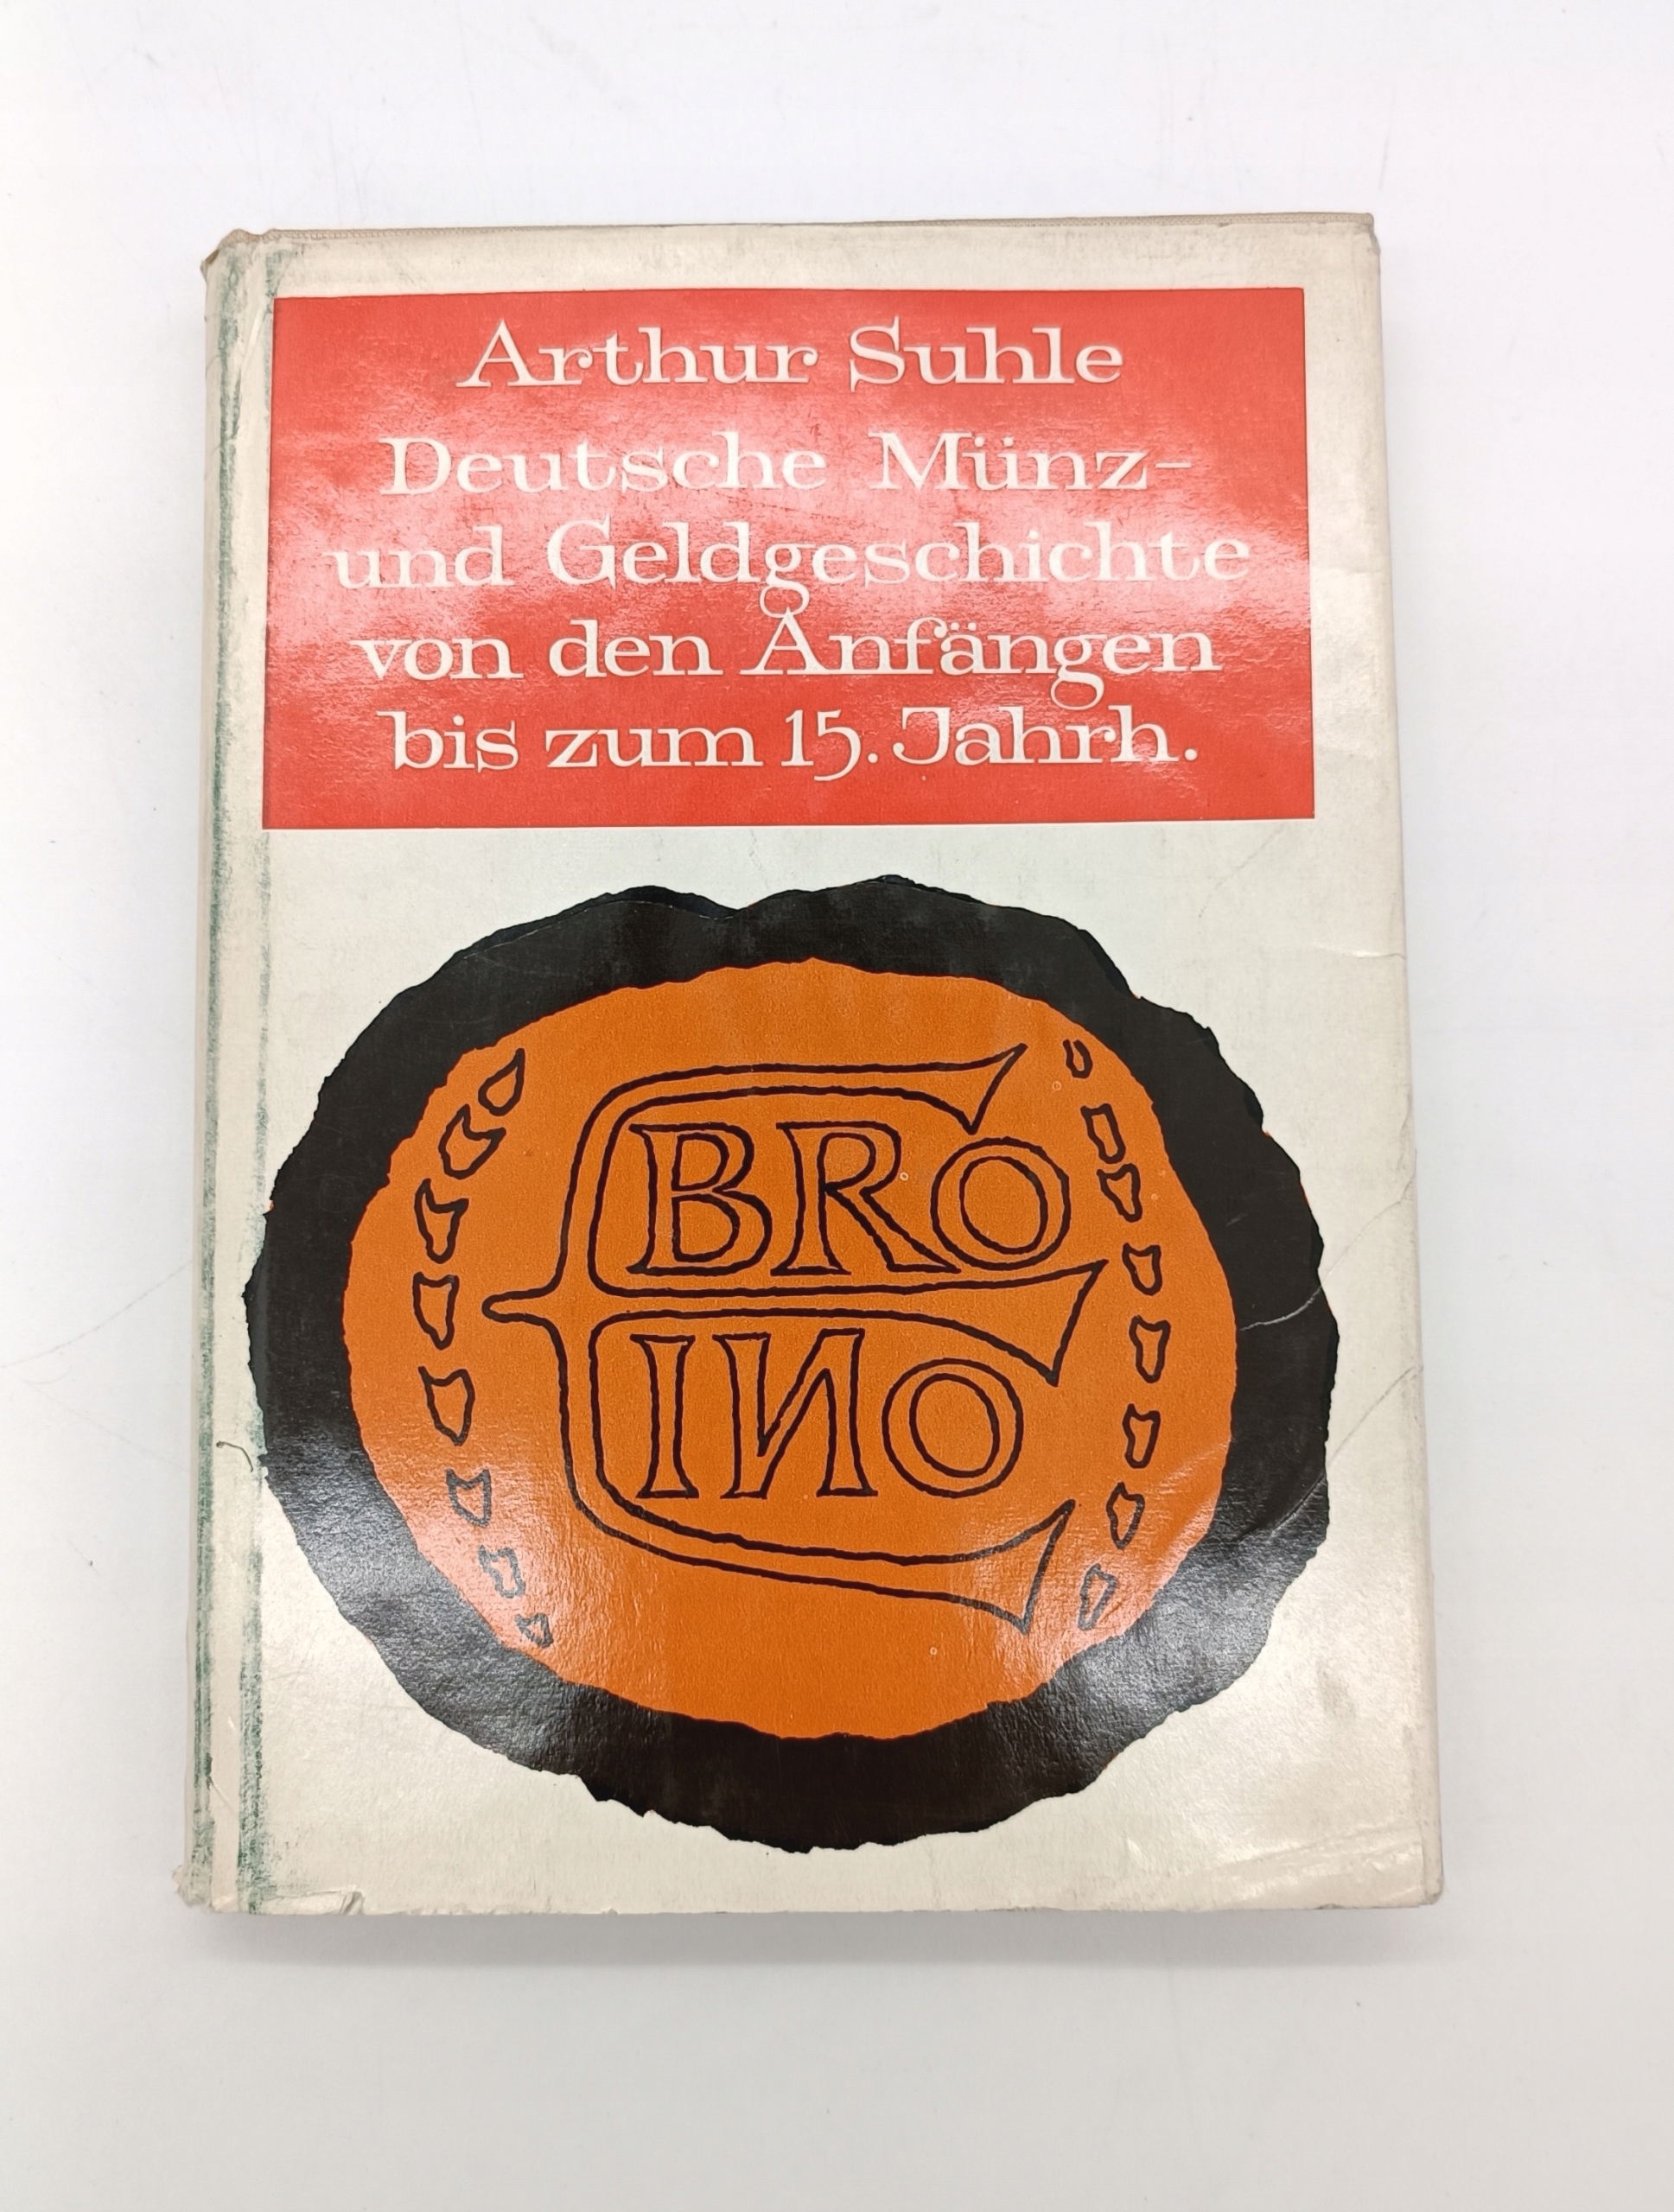 Arthur Suhle
Deutsche Münz-
und Geldgeschichte
von den Anfängen
bis zum 15. Jahrh.
BRO
INO